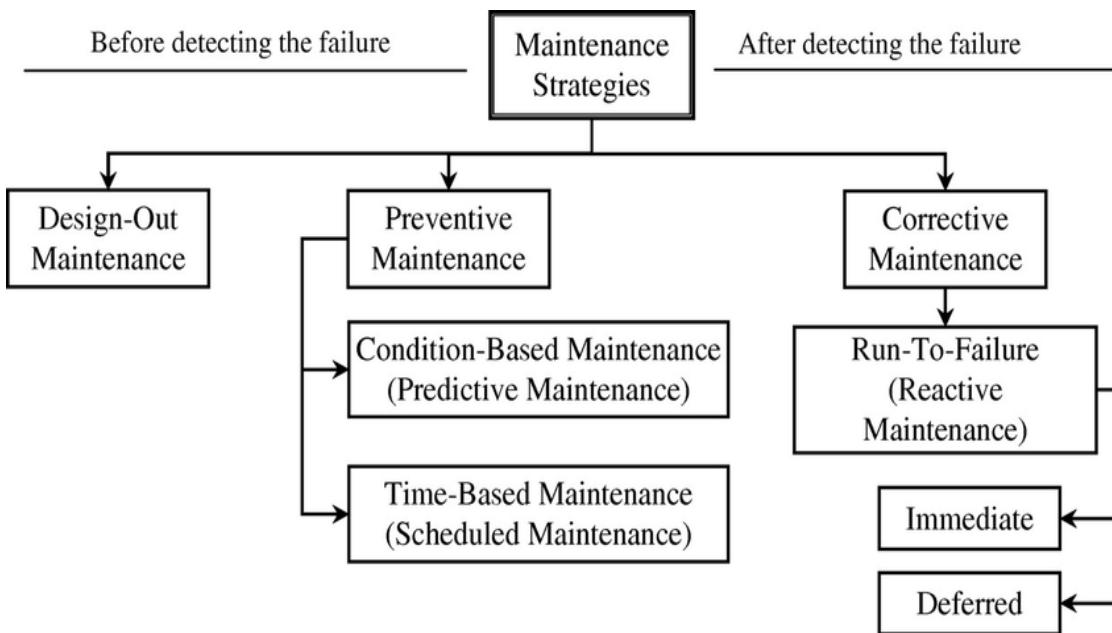 Before detecting the failure
Maintenance
Strategies
After detecting the failure
Design-Out
Maintenance
Preventive
Maintenance
Corrective
Maintenance
Condition-Based Maintenance
(Predictive Maintenance)
Run-To-Failure
(Reactive
Maintenance)
Time-Based Maintenance
(Scheduled Maintenance)
Immediate
Deferred